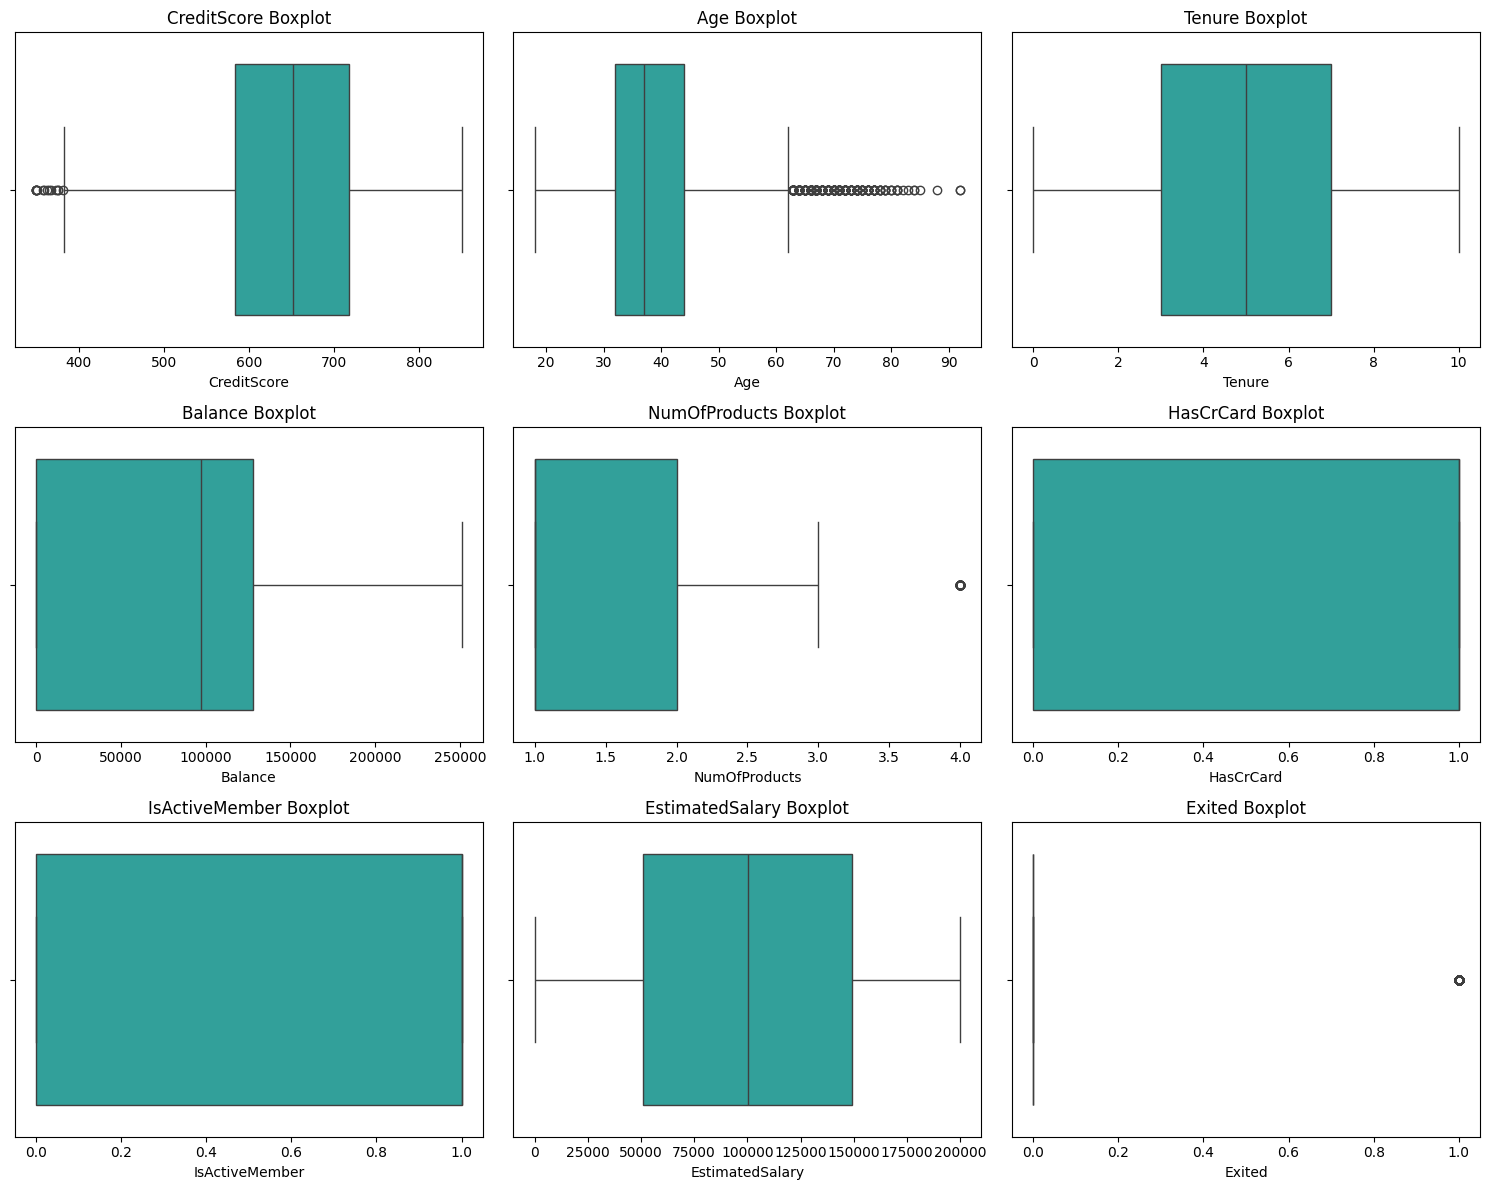 CreditScore Boxplot
400 500 600 700 800
CreditScore
Age Boxplot
20 30 40 50 60 70 80 90
Age
Tenure Boxplot
0 2 4 6 8 10
Tenure
Balance Boxplot
0 50000 100000 150000 200000 250000
Balance
NumOfProducts Boxplot
1.0 1.5 2.0 2.5 3.0 3.5 4.0
NumOfProducts
HasCrCard Boxplot
0.0 0.2 0.4 0.6 0.8 1.0
HasCrCard
IsActiveMember Boxplot
0.0 0.2 0.4 0.6 0.8 1.0
IsActiveMember
EstimatedSalary Boxplot
0 25000 50000 75000 100000 125000 150000 175000 200000
EstimatedSalary
Exited Boxplot
0.0 0.2 0.4 0.6 0.8 1.0
Exited